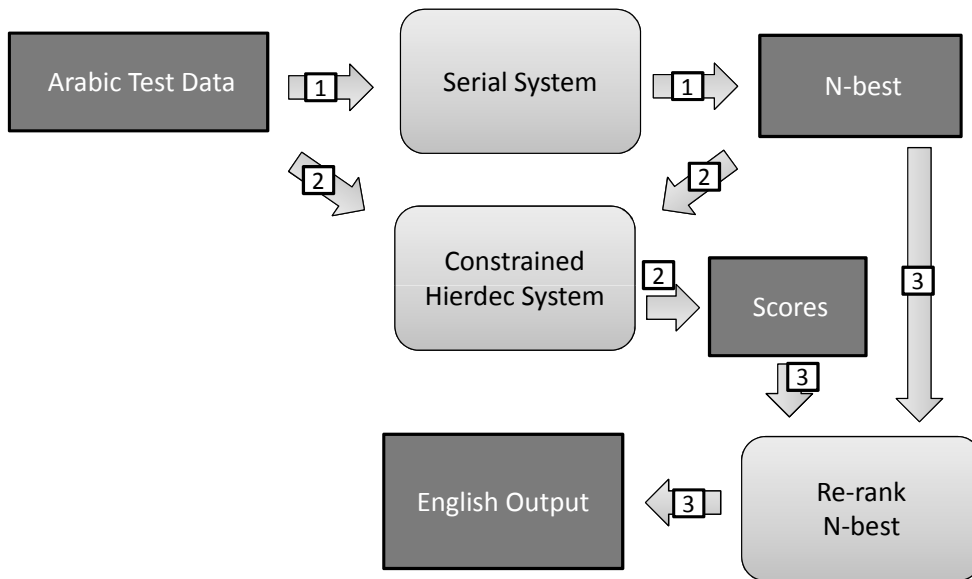 Arabic Test Data
1
Serial System
1
N-best
2
2
Constrained
Hierdec System
2
Scores
3
3
English Output
3
Re-rank
N-best